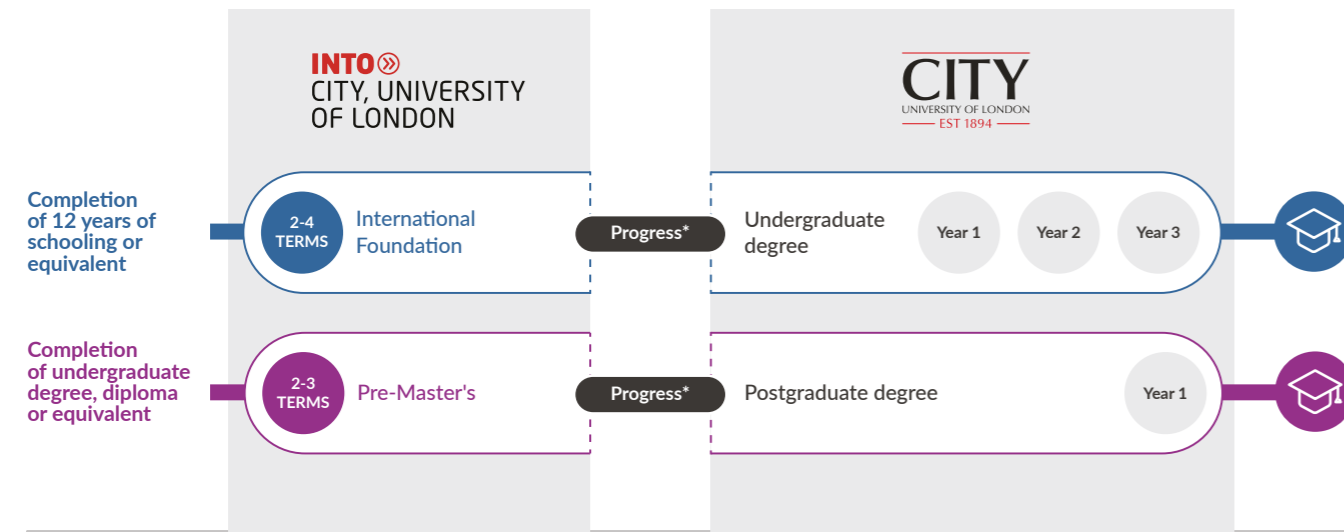 INTO
CITY, UNIVERSITY
OF LONDON
CITY
UNIVERSITY OF LONDON
EST 1894
Completion
of 12 years of
schooling or
equivalent
2-4
TERMS
International
Foundation
Progress*
Undergraduate
degree
Year 1
Year 2
Year 3
Completion
of undergraduate
degree, diploma
or equivalent
2-3
TERMS
Pre-Master's
Progress*
Postgraduate degree
Year 1